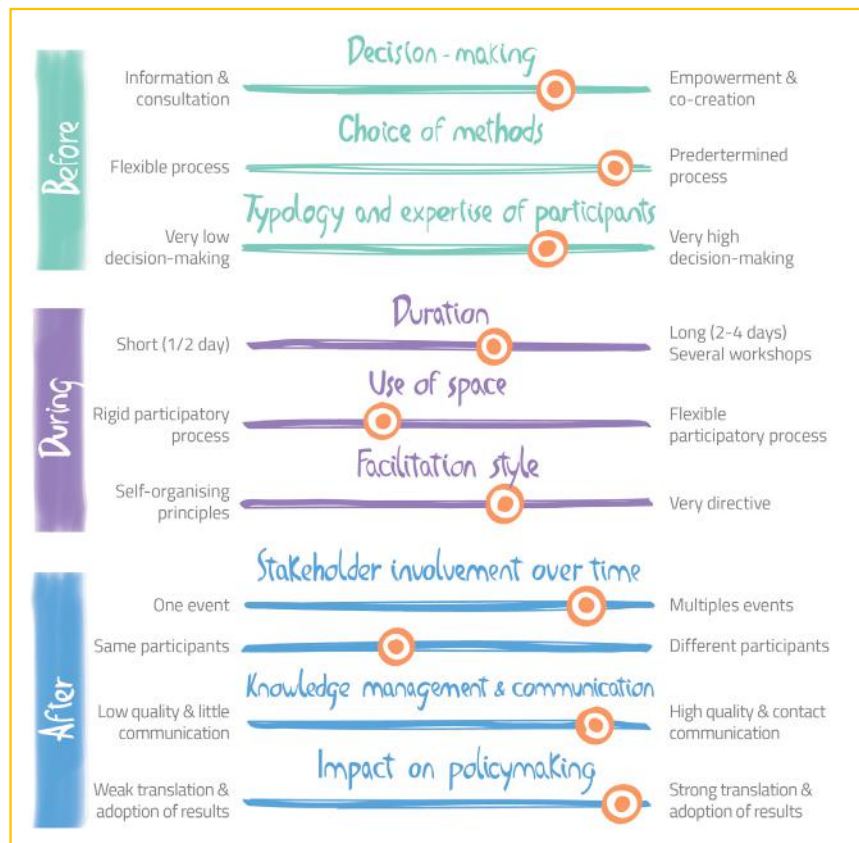 Before
Decision-making
Information &
consultation
Empowerment &
co-creation
Choice of methods
Flexible process
Predertermined
process
Typology and expertise of participants
Very low
decision-making
Very high
decision-making
During
Duration
Short (1/2 day)
Long (2-4 days)
Several workshops
Use of space
Rigid participatory
process
Flexible
participatory process
Facilitation style
Self-organising
principles
Very directive
After
Stakeholder involvement over time
One event
Multiples events
Same participants
Different participants
Knowledge management & communication
Low quality & little
communication
High quality & contact
communication
Impact on policymaking
Weak translation &
adoption of results
Strong translation &
adoption of results